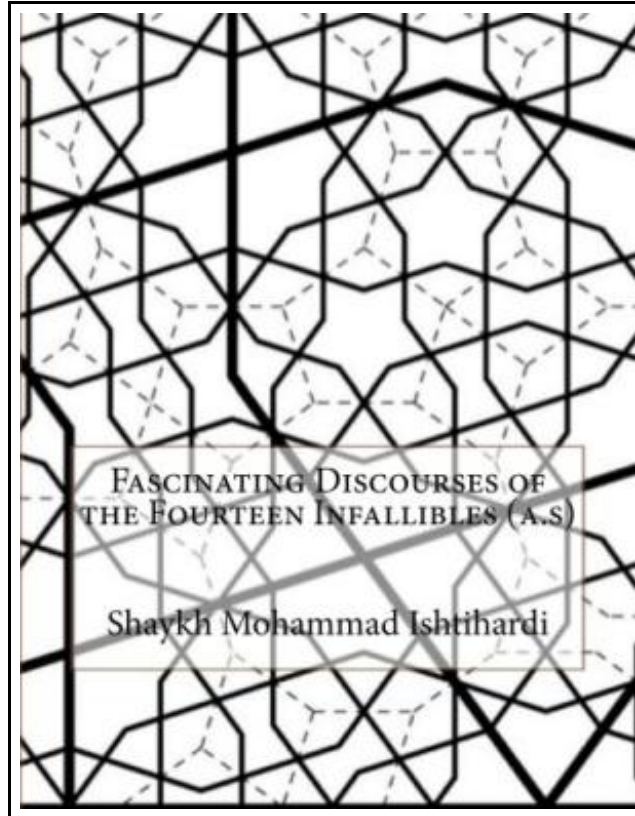 Fascinating Discourses of
the Fourteen Infallibles (a.s)
Shaykh Mohammad Ishtihardi